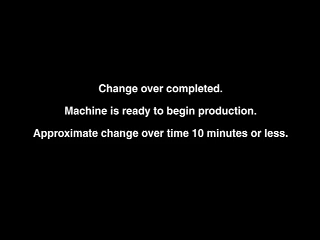 Change over completed.
Machine is ready to begin production.
Approximate change over time 10 minutes or less.